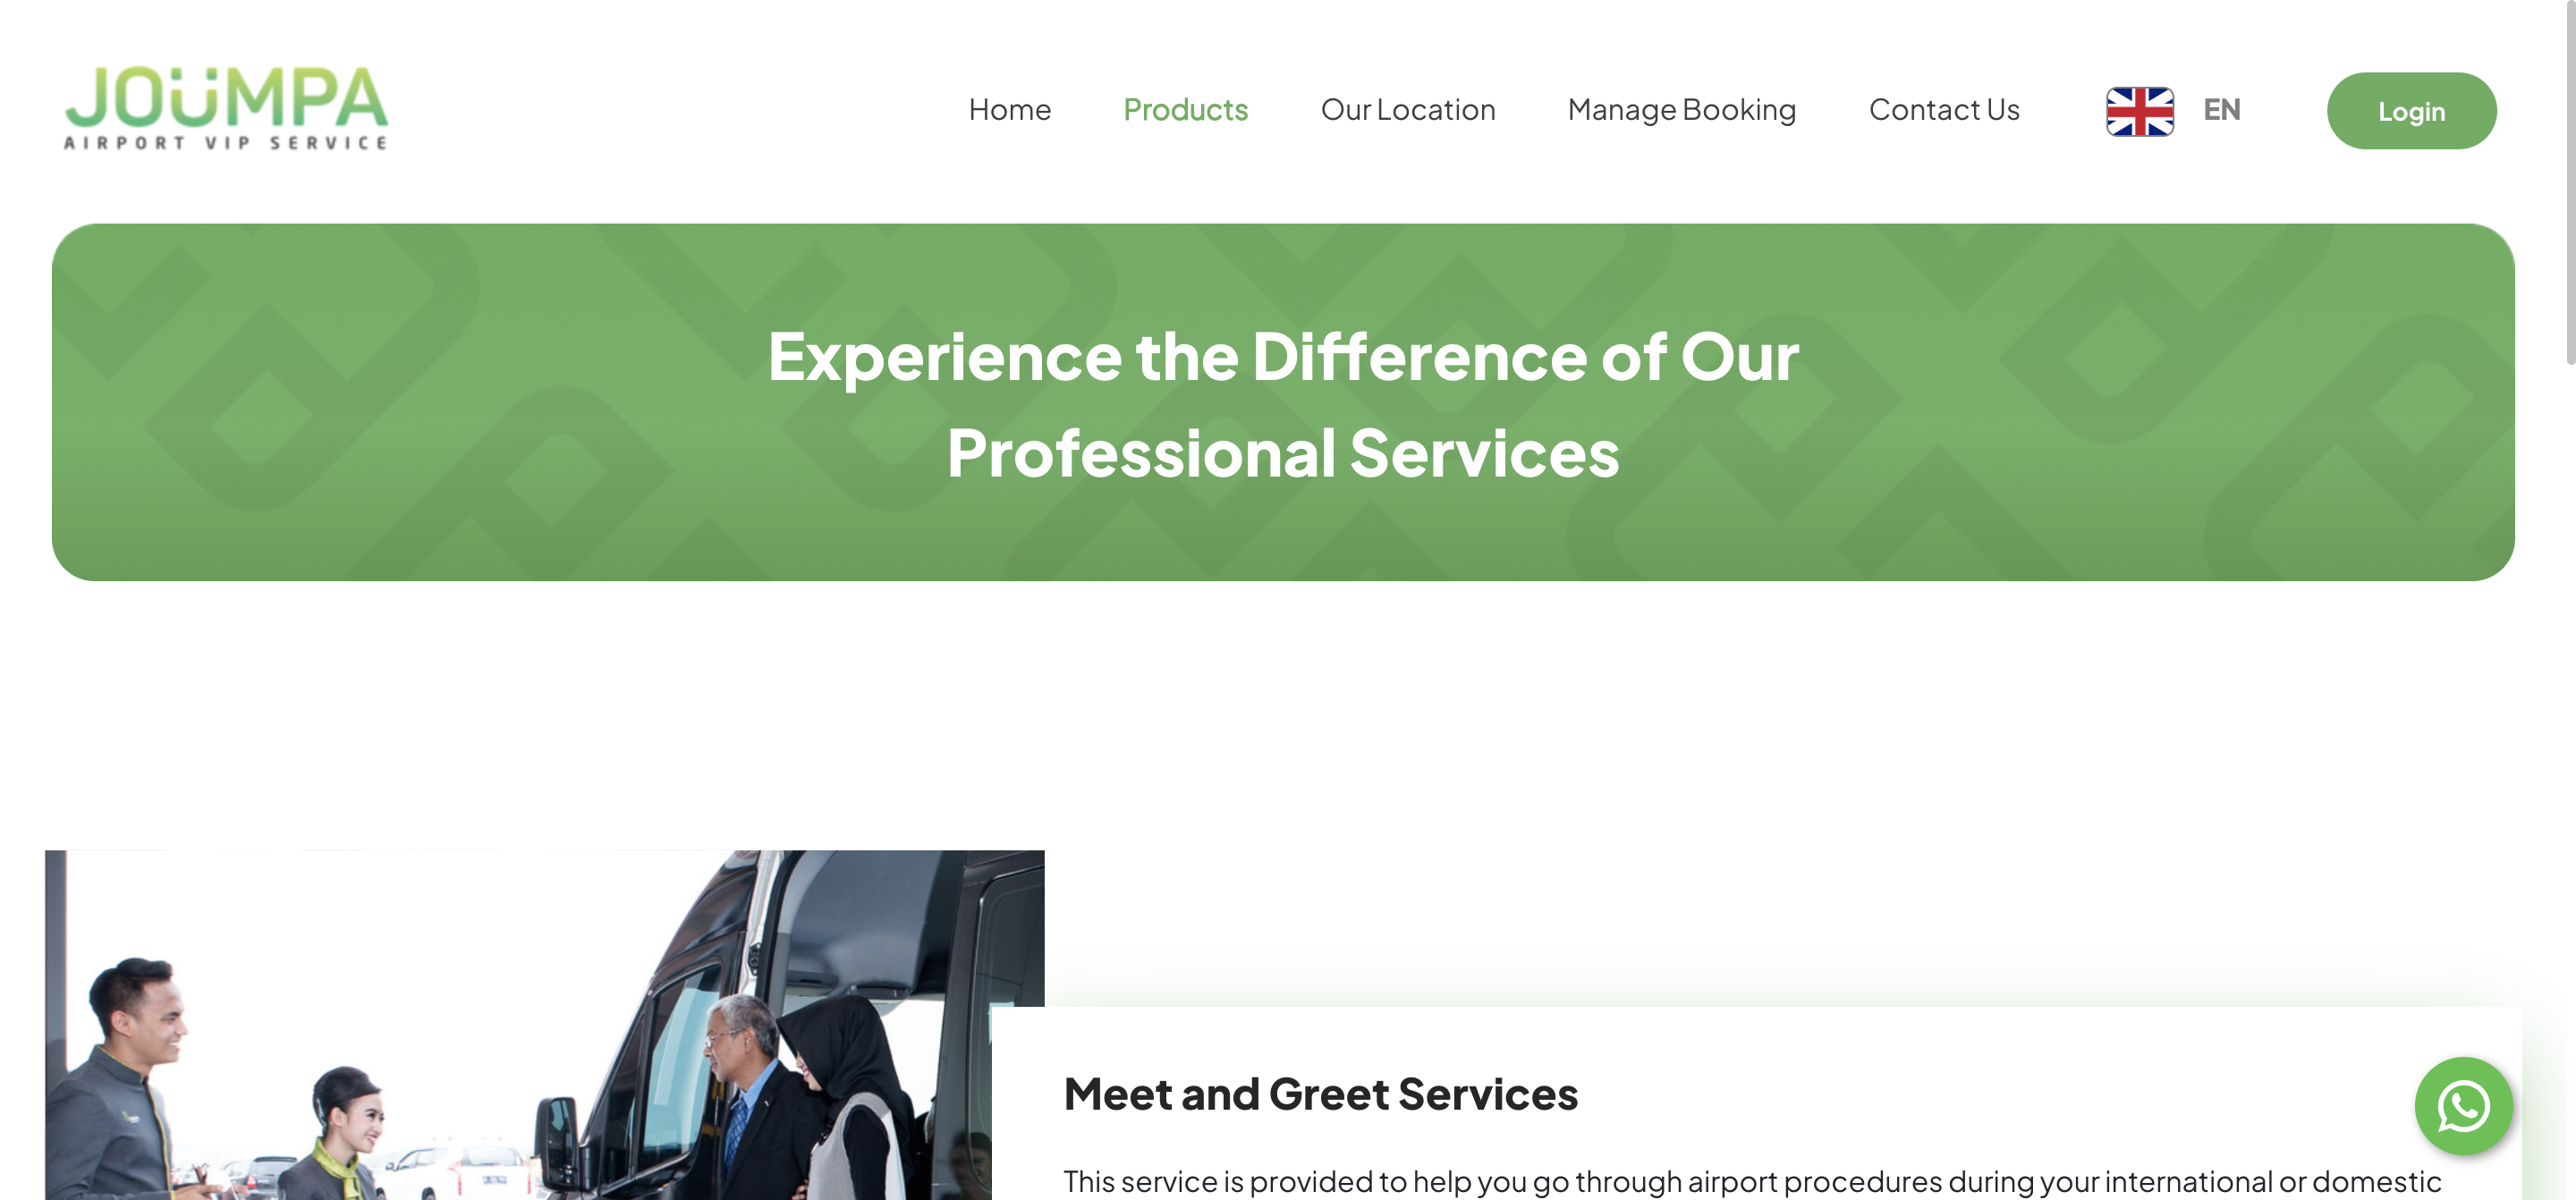 JOÜMPA
AIRPORT VIP SERVICE
Home
Products
Our Location
Manage Booking
Contact Us
EN
Login
Experience the Difference of Our
Professional Services
Meet and Greet Services
This service is provided to help you go through airport procedures during your international or domestic